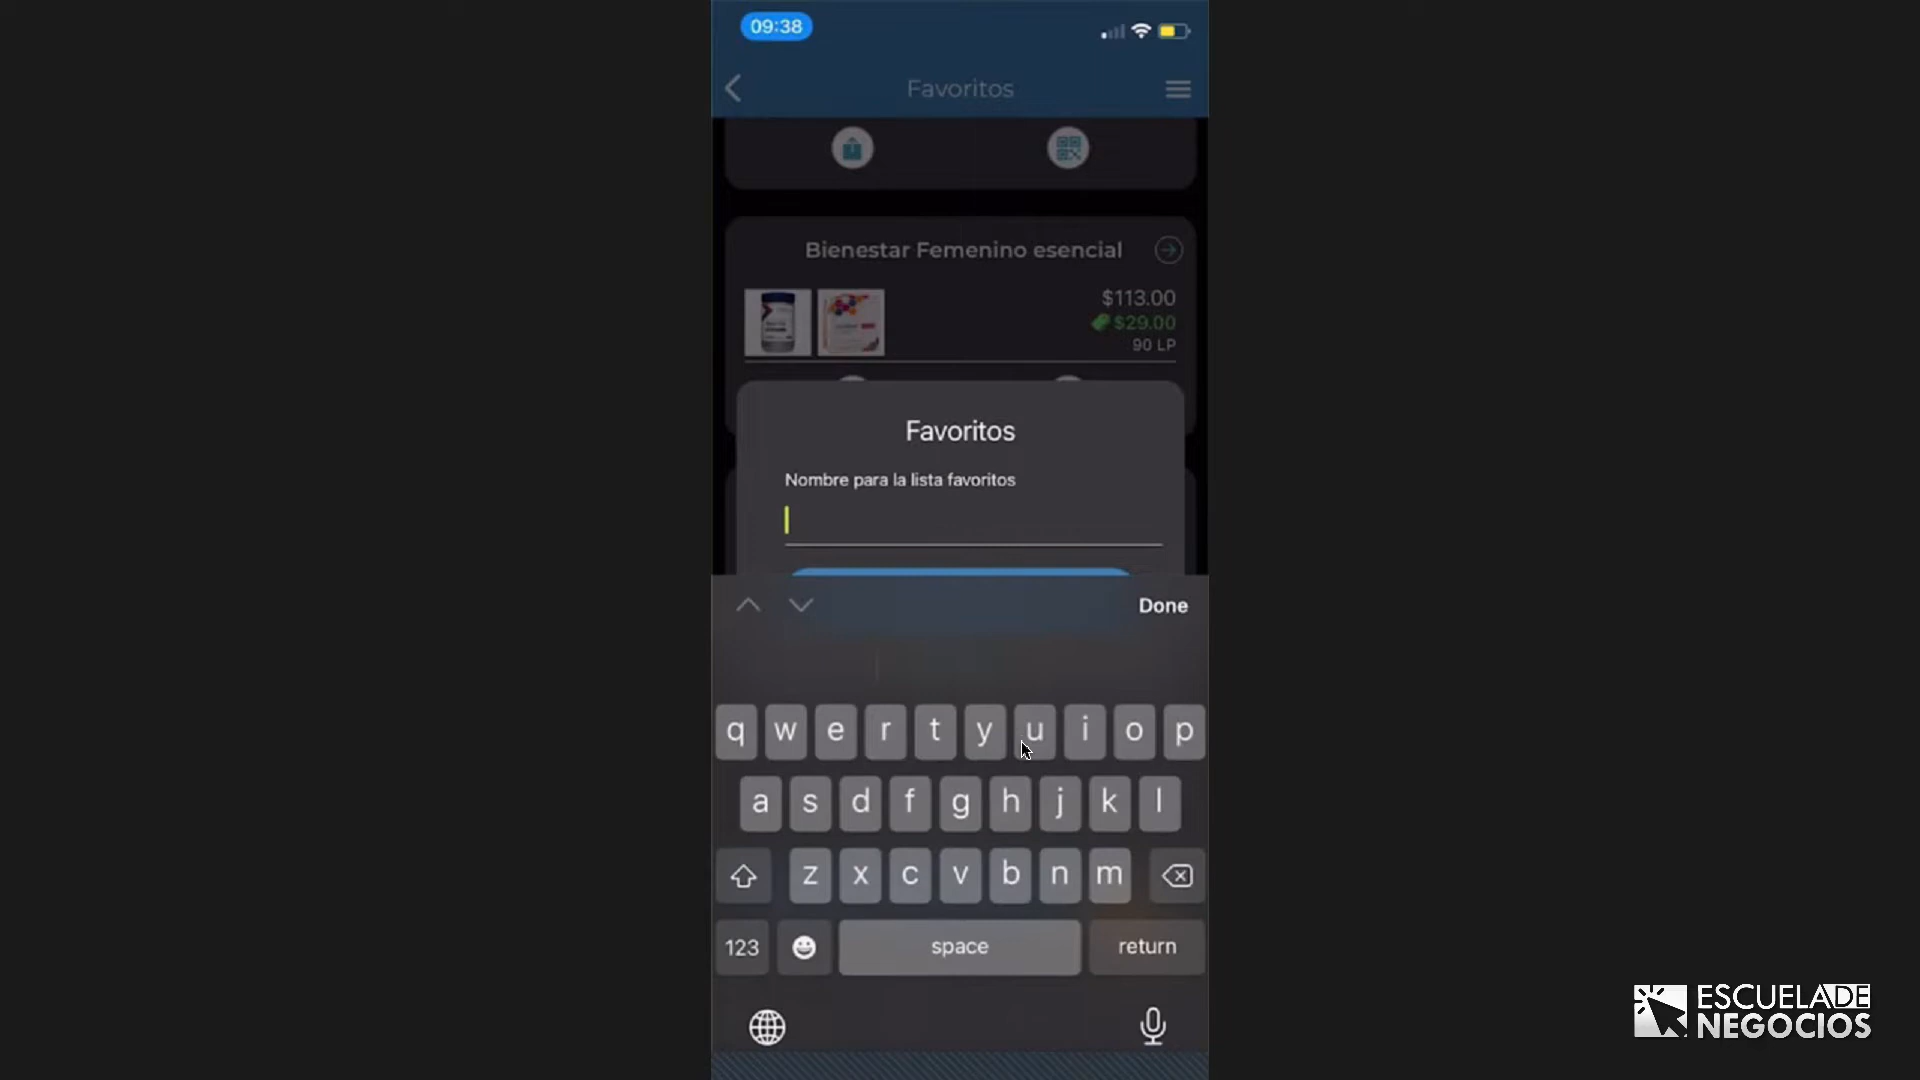 09:38
Favoritos
Bienestar Femenino esencial
$113.00
$29.00
90 LP
Favoritos
Nombre para la lista favoritos
Done
q w e r t y u i o p
a s d f g h j k l
z x c v b n m
123 space return
ESCUELA DE
NEGOCIOS